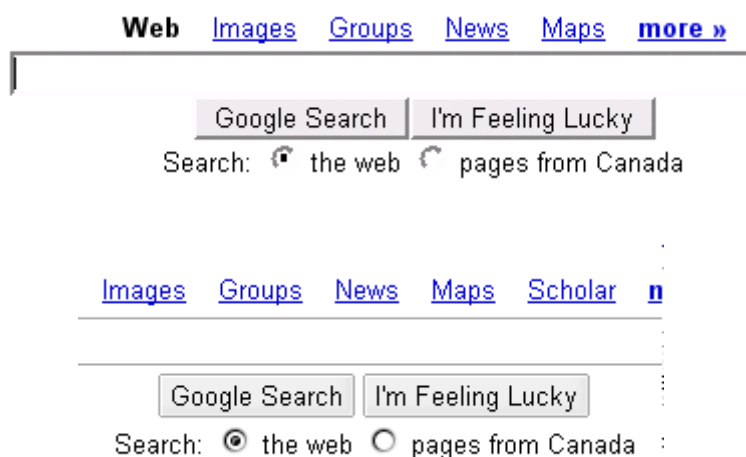 Web Images Groups News Maps more »
Google Search I'm Feeling Lucky
Search: the web pages from Canada
Images Groups News Maps Scholar
Google Search I'm Feeling Lucky
Search: the web pages from Canada